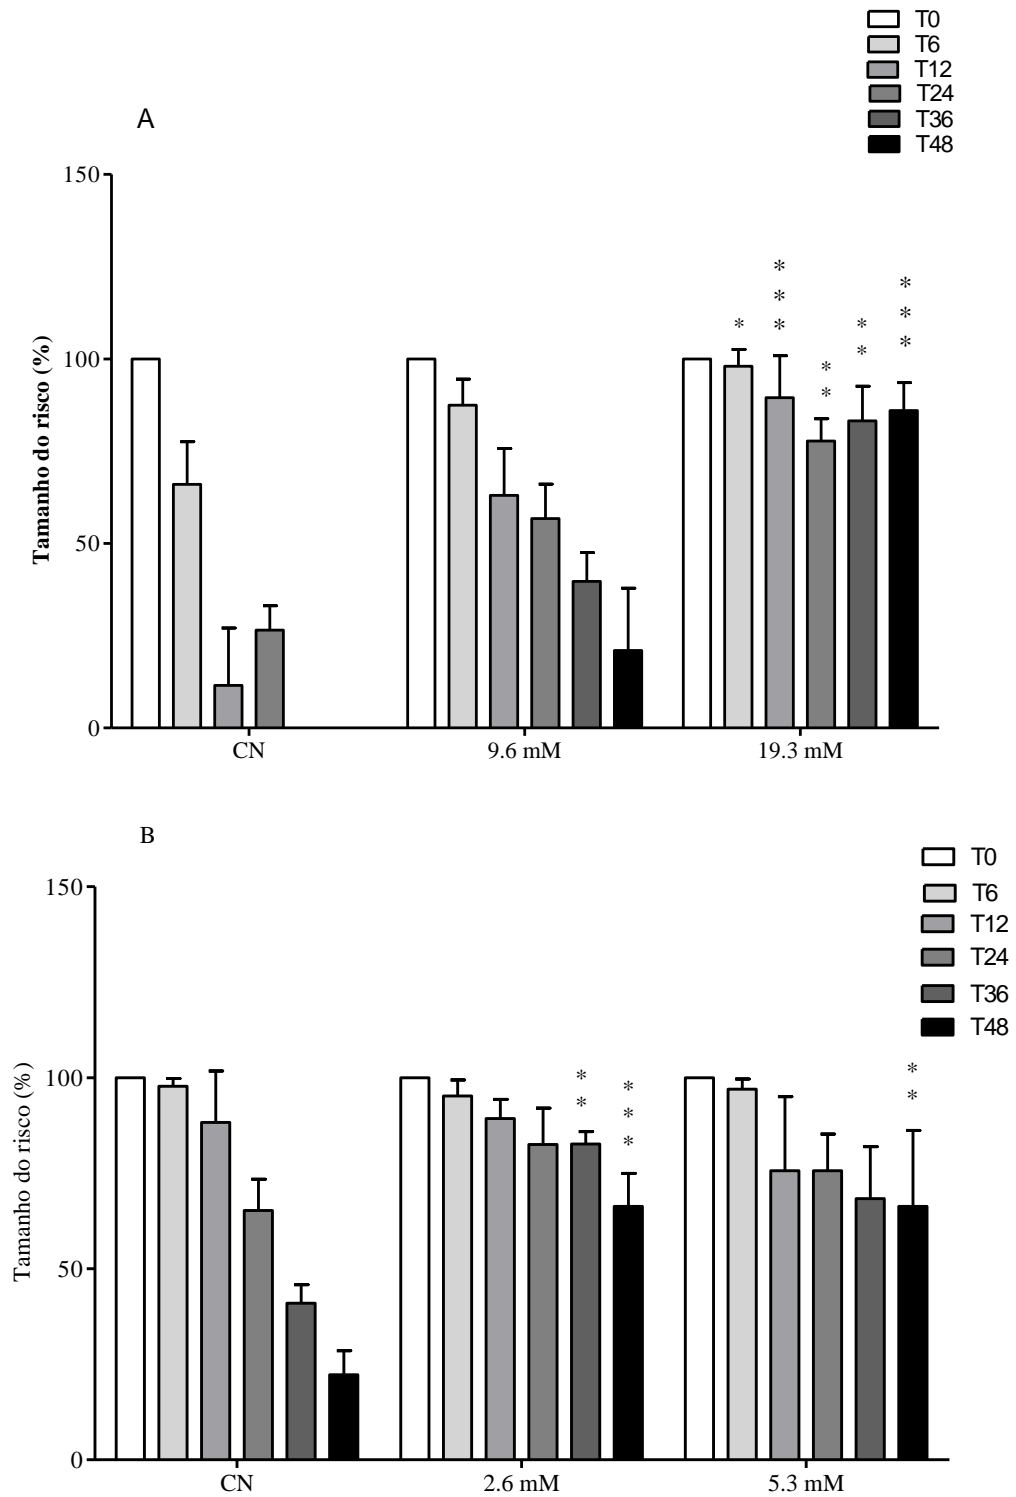 T0
T6
T12
T24
T36
T48
A
150
100
50
0
Tamanho do risco (%)
*
* * *
* *
* *
* * *
CN
9.6 mM
19.3 mM
B
T0
T6
T12
T24
T36
T48
150
100
50
0
Tamanho do risco (%)
* *
* * *
* *
CN
2.6 mM
5.3 mM